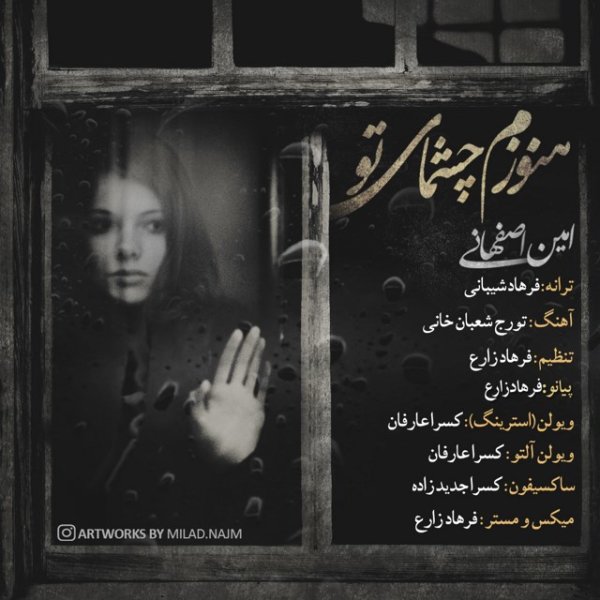 هنوزم چشمای تو
امین اصفهانی
ترانه: فرهاد شیبانی
آهنگ: تورج شعبان خانی
تنظیم: فرهاد زارع
پیانو: فرهاد زارع
ویولن (استرینگ): کسرا عارفان
ویولن آلتو: کسرا عارفان
ساکسیفون: کسرا جدیدزاده
میکس و مستر: فرهاد زارع
ARTWORKS BY MILAD.NAJM